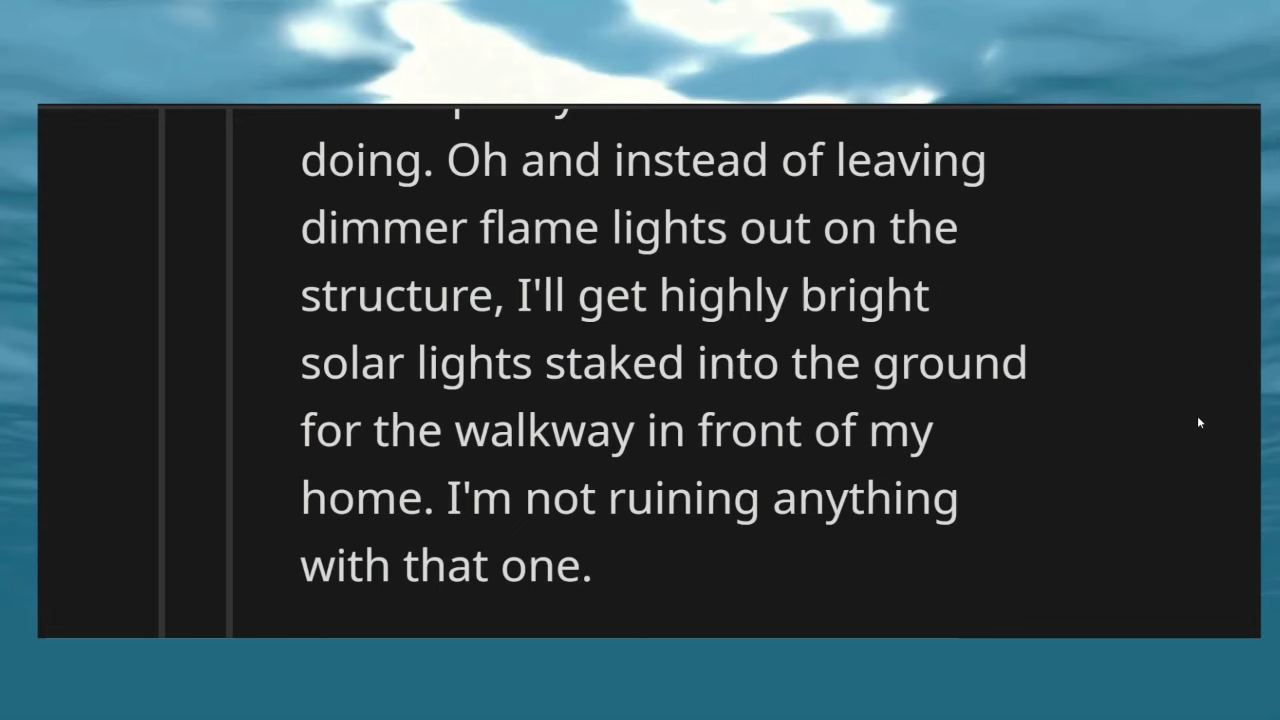 doing. Oh and instead of leaving
dimmer flame lights out on the
structure, I'll get highly bright
solar lights staked into the ground
for the walkway in front of my
home. I'm not ruining anything
with that one.